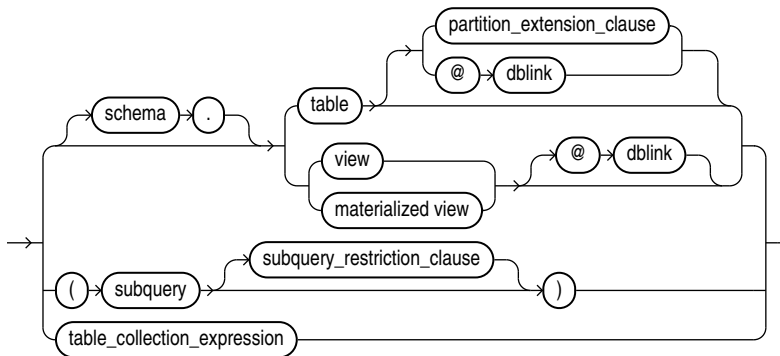 partition_extension_clause
@ dblink
schema . table
view @ dblink
materialized view
subquery_restriction_clause
( subquery )
table_collection_expression